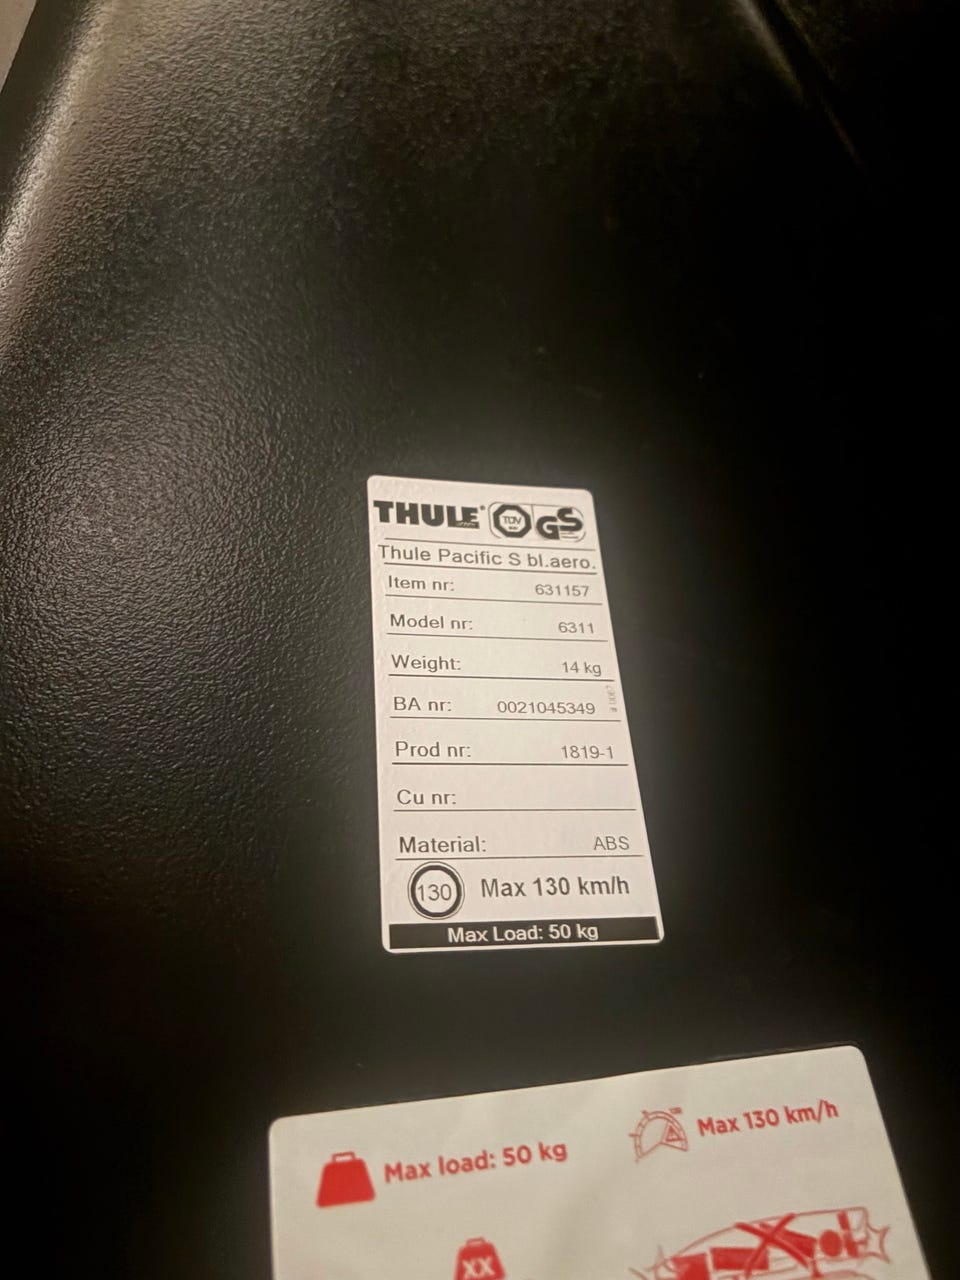 THULE®
TÜV
GS
Thule Pacific S bl.aero.
Item nr: 631157
Model nr: 6311
Weight: 14 kg
BA nr: 0021045349
Prod nr: 1819-1
Cu nr:
Material: ABS
130 Max 130 km/h
Max Load: 50 kg
Max load: 50 kg
Max 130 km/h
XX